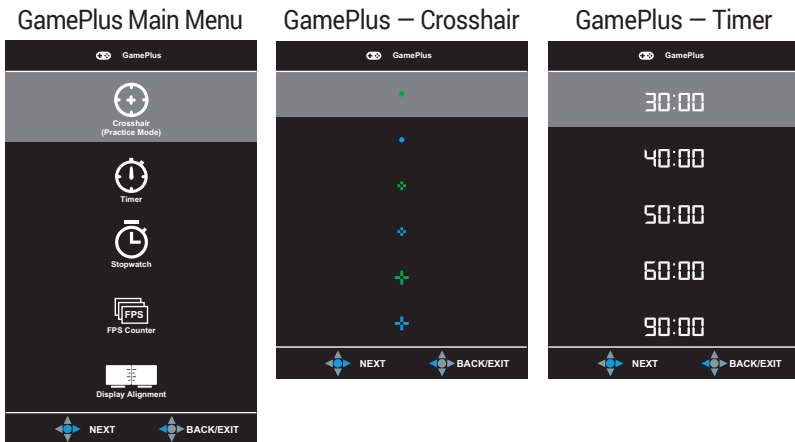 GamePlus Main Menu
GamePlus
Crosshair
(Practice Mode)
Timer
Stopwatch
FPS
FPS Counter
Display Alignment
NEXT BACK/EXIT
GamePlus — Crosshair
GamePlus
NEXT BACK/EXIT
GamePlus — Timer
GamePlus
30:00
40:00
50:00
60:00
90:00
NEXT BACK/EXIT